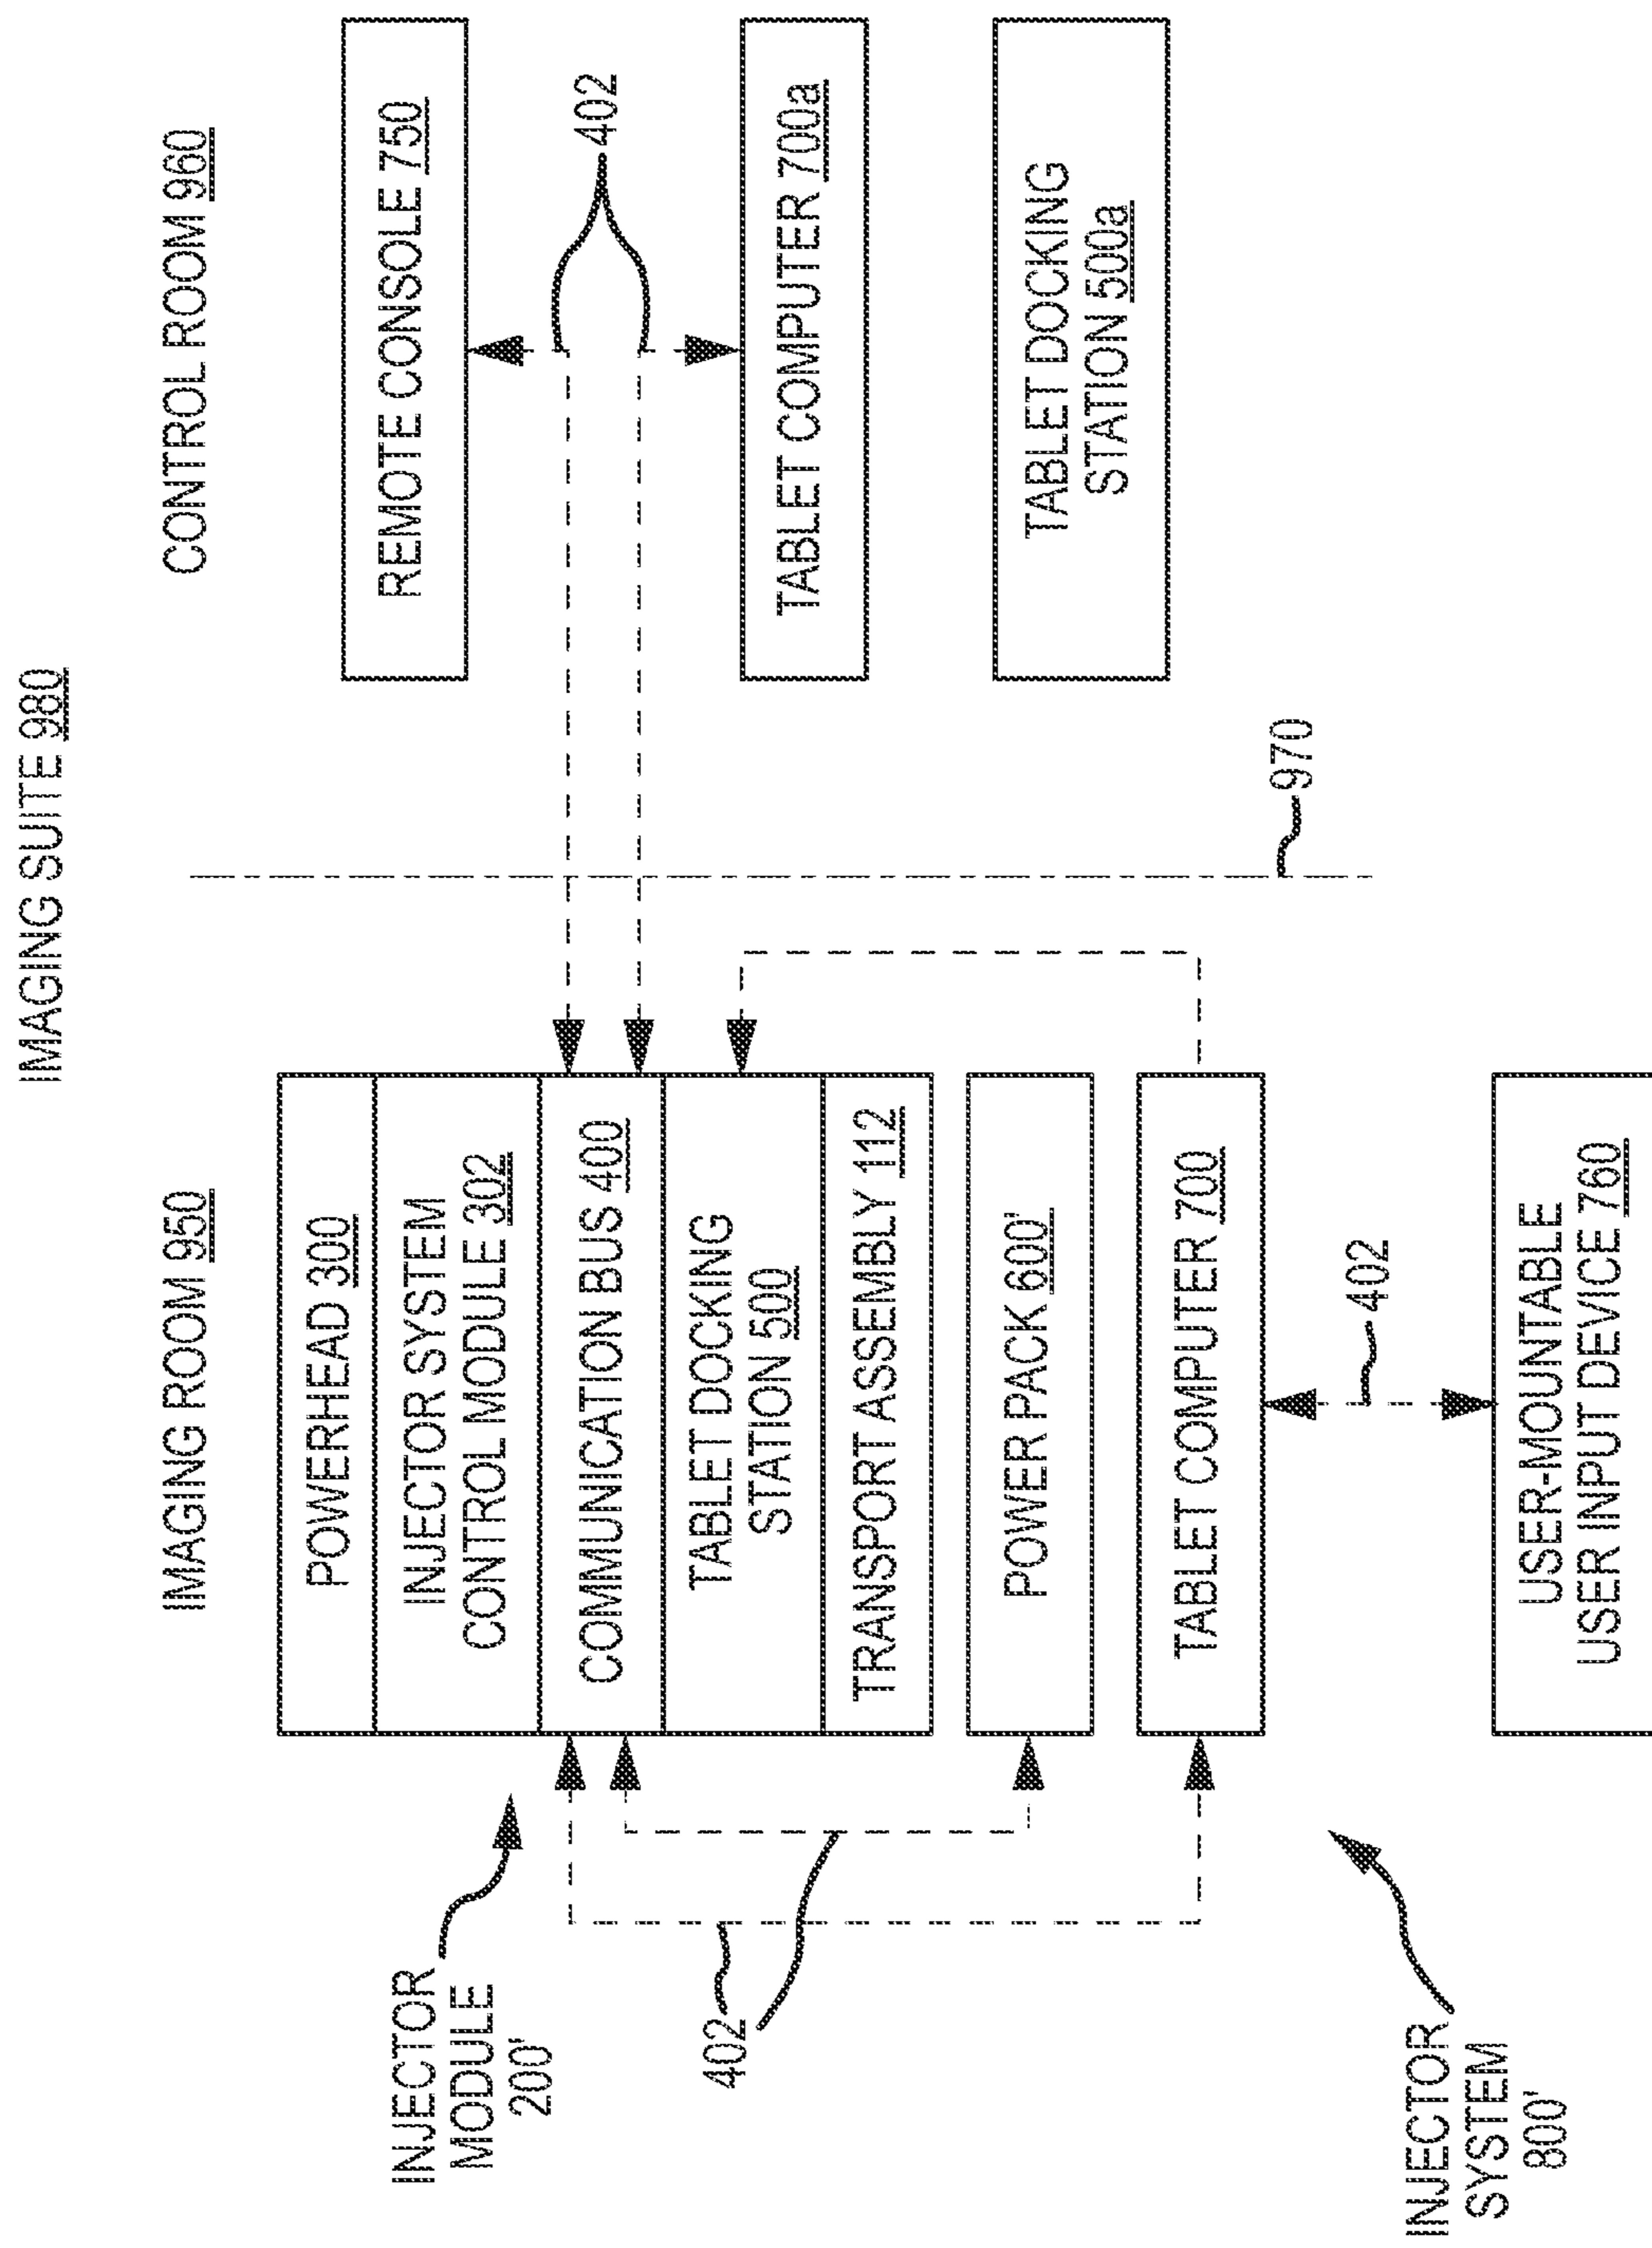 IMAGING SUITE 980
IMAGING ROOM 950
CONTROL ROOM 960
INJECTOR
MODULE
200'
POWERHEAD 300
INJECTOR SYSTEM
CONTROL MODULE 302
COMMUNICATION BUS 400
TABLET DOCKING
STATION 500
TRANSPORT ASSEMBLY 112
POWER PACK 600'
TABLET COMPUTER 700
402
402
USER-MOUNTABLE
USER INPUT DEVICE 760
INJECTOR
SYSTEM
800'
REMOTE CONSOLE 750
402
TABLET COMPUTER 700a
TABLET DOCKING
STATION 500a
970